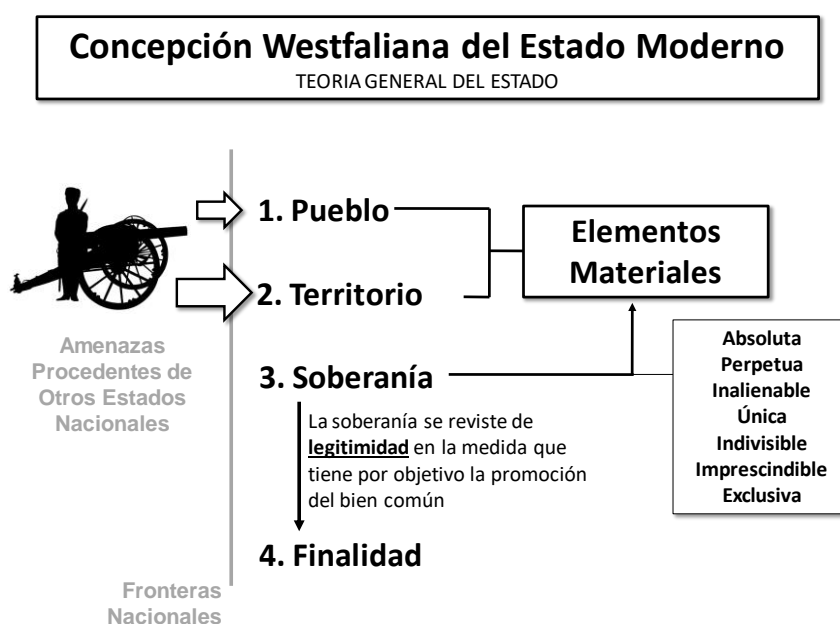 Concepción Westfaliana del Estado Moderno
TEORIA GENERAL DEL ESTADO
1. Pueblo
2. Territorio
Elementos
Materiales
Amenazas
Procedentes de
Otros Estados
Nacionales
3. Soberanía
Absoluta
Perpetua
Inalienable
Única
Indivisible
Imprescindible
Exclusiva
La soberanía se reviste de
legitimidad en la medida que
tiene por objetivo la promoción
del bien común
4. Finalidad
Fronteras
Nacionales